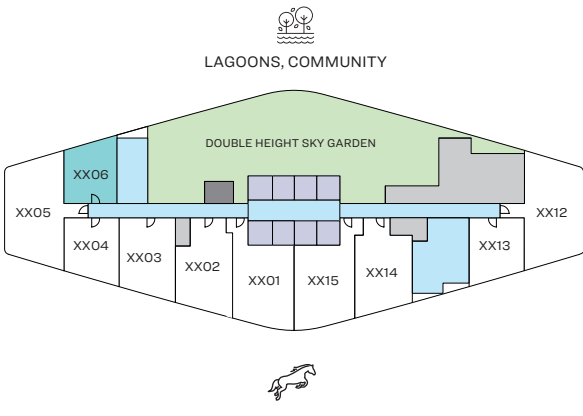 LAGOONS, COMMUNITY
DOUBLE HEIGHT SKY GARDEN
XX06
XX05
XX12
XX04
XX03
XX02
XX01
XX15
XX14
XX13